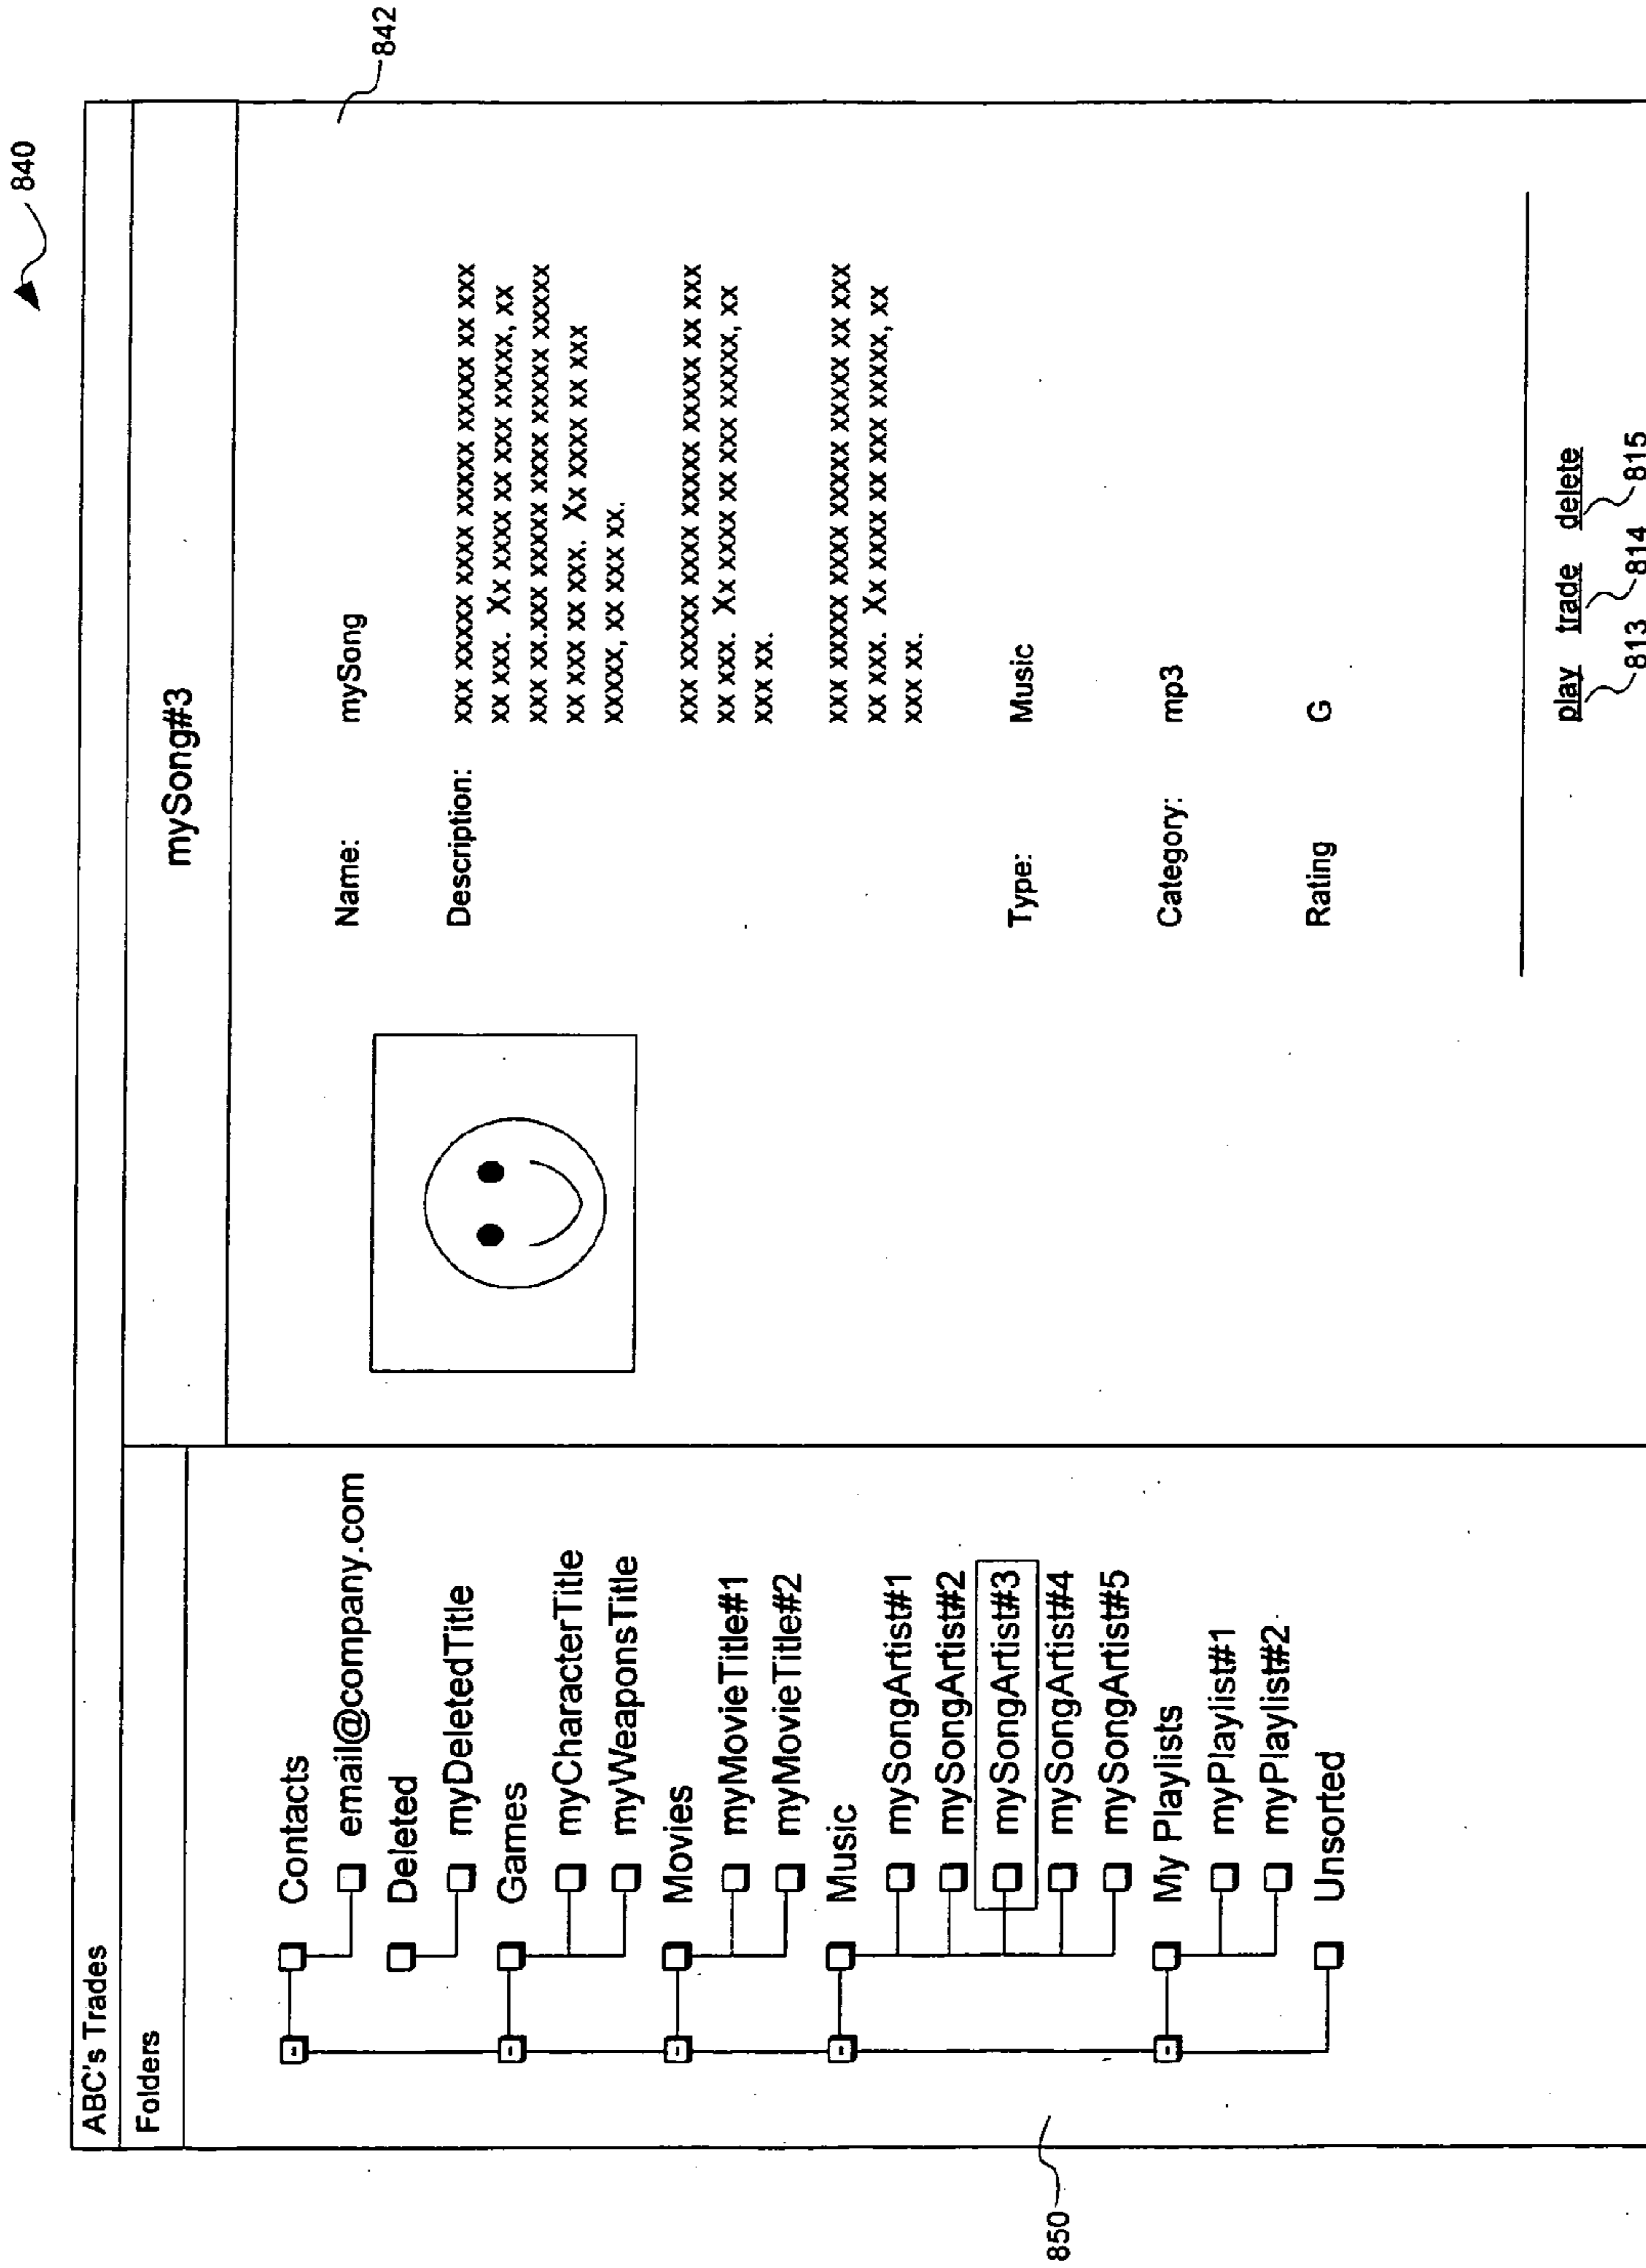 840
ABC's Trades
Folders
mySong#3
842
Contacts
email@company.com
Deleted
myDeletedTitle
Games
myCharacterTitle
myWeaponsTitle
Movies
myMovieTitle#1
myMovieTitle#2
Music
mySongArtist#1
mySongArtist#2
mySongArtist#3
mySongArtist#4
mySongArtist#5
My Playlists
myPlaylist#1
myPlaylist#2
Unsorted
850
Name: mySong
Description: xxx xxxxx xxxx xxxxx xxxxx xx xxx
xx xxx. Xx xxxx xx xxx xxxxx, xx
xxx xx.xxx xxxx xxxx xxxx xxxxx
xx xxx xx xxx. Xx xxxx xx xxx
xxxxx, xx xxx xx.
xxx xxxxx xxxx xxxxx xxxxx xx xxx
xx xxx. Xx xxxx xx xxx xxxxx, xx
xxx xx.
xxx xxxxx xxxx xxxxx xxxxx xx xxx
xx xxx. Xx xxxx xx xxx xxxxx, xx
xxx xx.
Type: Music
Category: mp3
Rating G
play trade delete
813 814 815